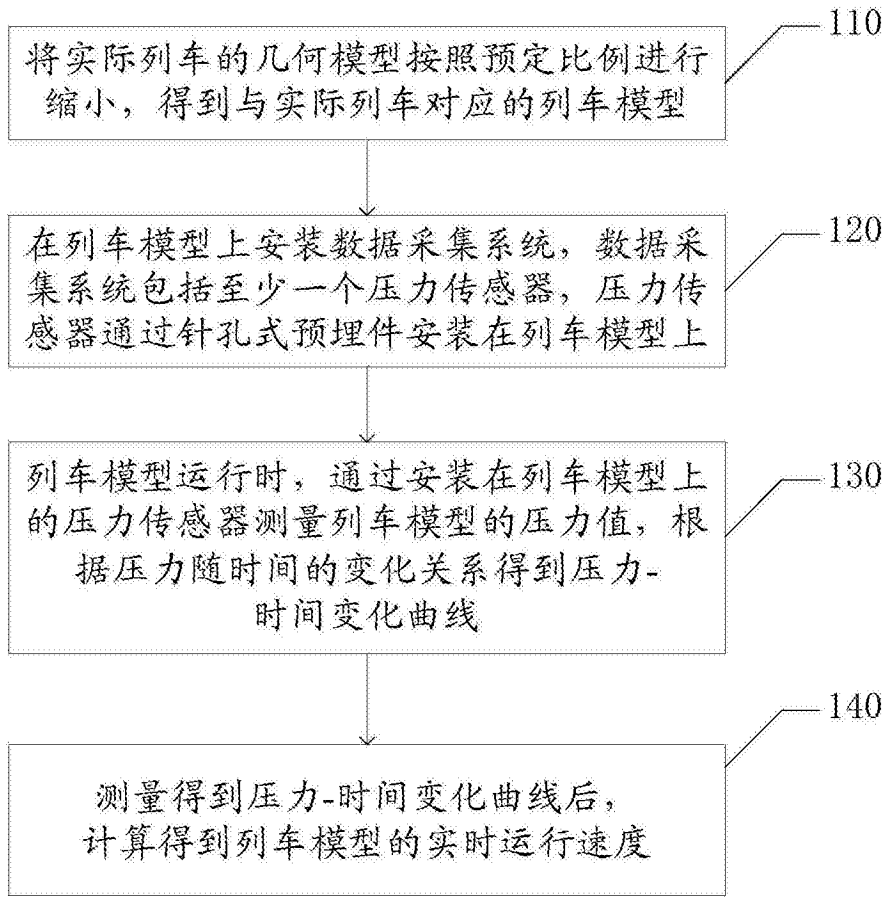 110
将实际列车的几何模型按照预定比例进行
缩小，得到与实际列车对应的列车模型
120
在列车模型上安装数据采集系统，数据采
集系统包括至少一个压力传感器，压力传
感器通过针孔式预埋件安装在列车模型上
130
列车模型运行时，通过安装在列车模型上
的压力传感器测量列车模型的压力值，根
据压力随时间的变化关系得到压力-
时间变化曲线
140
测量得到压力-时间变化曲线后，
计算得到列车模型的实时运行速度